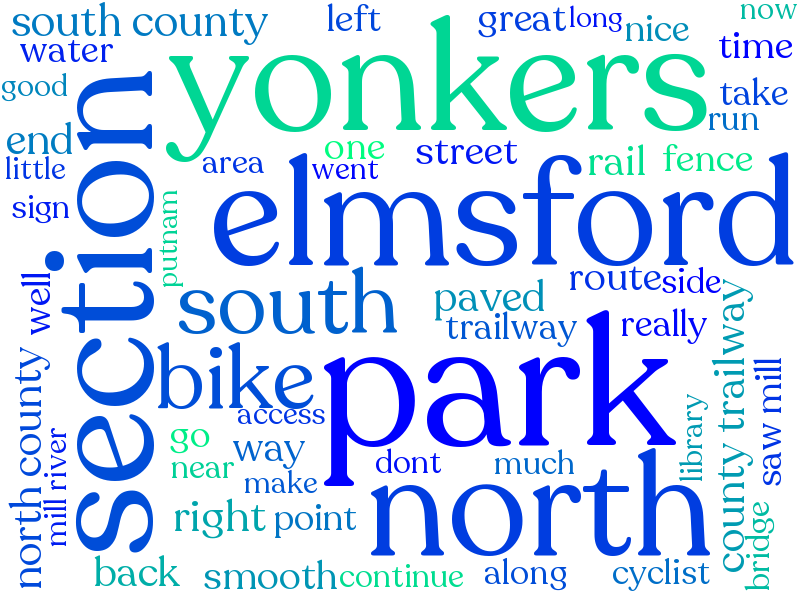 south county
left
great
long
nice
now
water
time
good
yonkers
take
run
end
one
street
rail
fence
little
area
went
sign
section
putnam
elmsford
well
south
paved
route
side
trailway
really
bike
park
county trailway
north county
mill river
access
go
way
near
make
dont
much
library
saw mill
right
point
north
bridge
back
smooth
continue
along
cyclist